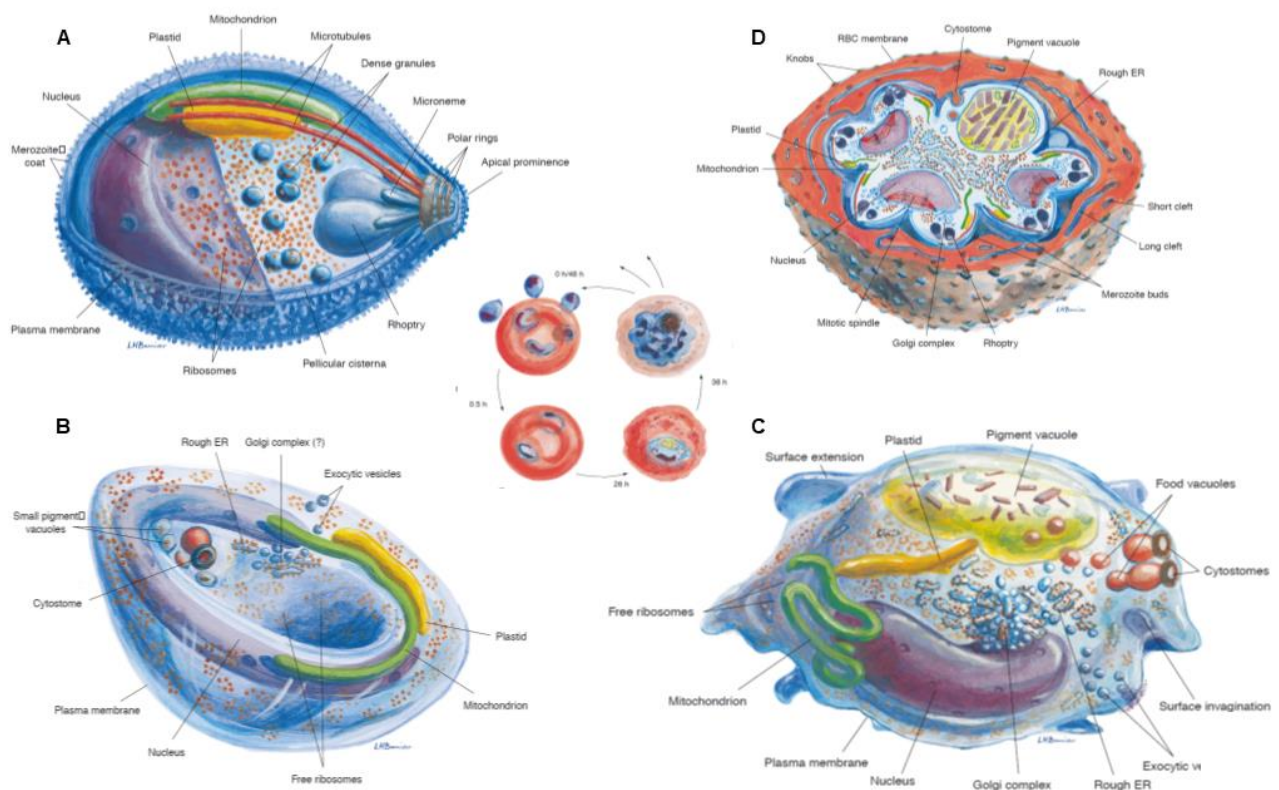 A
Mitochondrion
Plastid
Microtubules
Dense granules
Nucleus
Microneme
Polar rings
Merozoite
coat
Apical prominence
Plasma membrane
Rhoptry
Ribosomes
Pellicular cisterna
D
Cytostome
RBC membrane
Pigment vacuole
Knobs
Rough ER
Plastid
Mitochondrion
Short cleft
Long cleft
Nucleus
Merozoite buds
Mitotic spindle
Golgi complex
Rhoptry
0 h/48 h
0.5 h
36 h
B
Rough ER
Golgi complex (?)
Exocytic vesicles
Small pigment
vacuoles
Cytostome
Plastid
Mitochondrion
Plasma membrane
Nucleus
Free ribosomes
C
Plastid
Pigment vacuole
Surface extension
Food vacuoles
Cytostomes
Free ribosomes
Mitochondrion
Surface invagination
Plasma membrane
Nucleus
Golgi complex
Rough ER
Exocytic ve